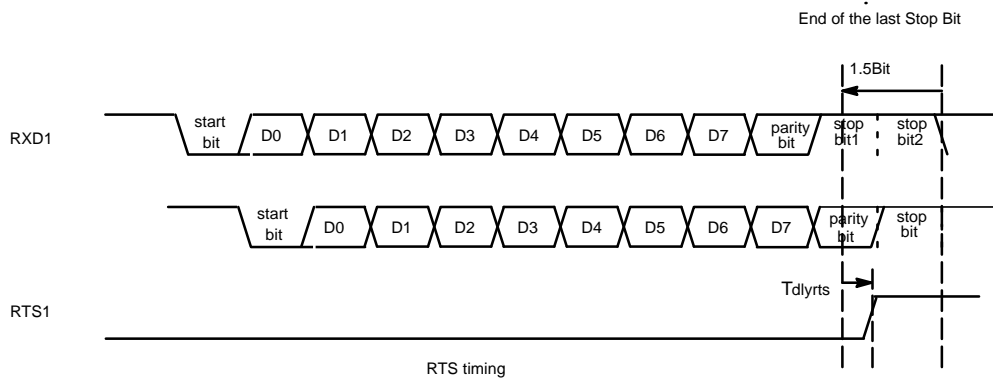 End of the last Stop Bit
1.5Bit
RXD1
start bit
D0
D1
D2
D3
D4
D5
D6
D7
parity bit
stop bit1
stop bit2
start bit
D0
D1
D2
D3
D4
D5
D6
D7
parity bit
stop bit
Tdlyrts
RTS1
RTS timing